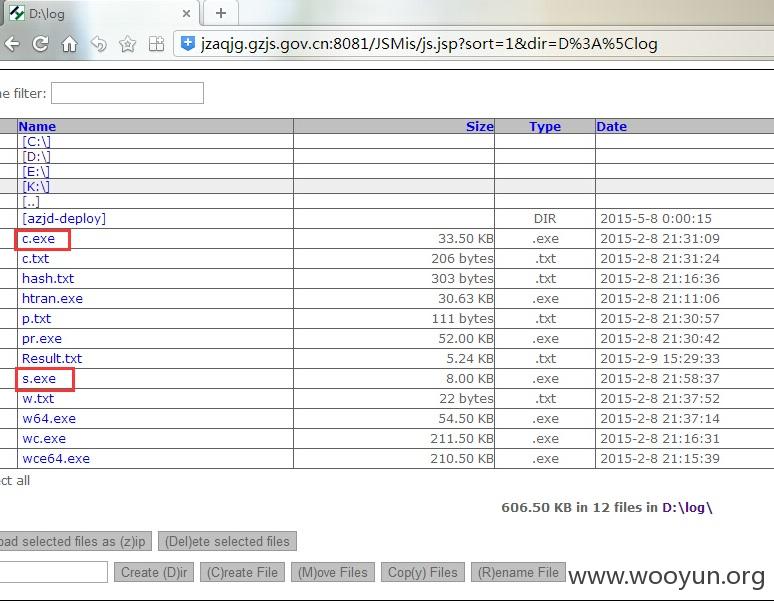 D:\log
jzaqjg.gzjs.gov.cn:8081/JSMis/js.jsp?sort=1&dir=D%3A%5Clog
ne filter:
Name Size Type Date
[C:\]
[D:\]
[E:\]
[K:\]
[..]
[azjd-deploy] DIR 2015-5-8 0:00:15
c.exe 33.50 KB .exe 2015-2-8 21:31:09
c.txt 206 bytes .txt 2015-2-8 21:31:24
hash.txt 303 bytes .txt 2015-2-8 21:16:36
htran.exe 30.63 KB .exe 2015-2-8 21:11:06
p.txt 111 bytes .txt 2015-2-8 21:30:57
pr.exe 52.00 KB .exe 2015-2-8 21:30:42
Result.txt 5.24 KB .txt 2015-2-9 15:29:33
s.exe 8.00 KB .exe 2015-2-8 21:58:37
w.txt 22 bytes .txt 2015-2-8 21:37:52
w64.exe 54.50 KB .exe 2015-2-8 21:37:14
wc.exe 211.50 KB .exe 2015-2-8 21:16:31
wce64.exe 210.50 KB .exe 2015-2-8 21:15:39
ect all
606.50 KB in 12 files in D:\log\
oad selected files as (z)ip (Del)ete selected files
Create (D)ir (C)reate File (M)ove Files Cop(y) Files (R)ename File
www.wooyun.org